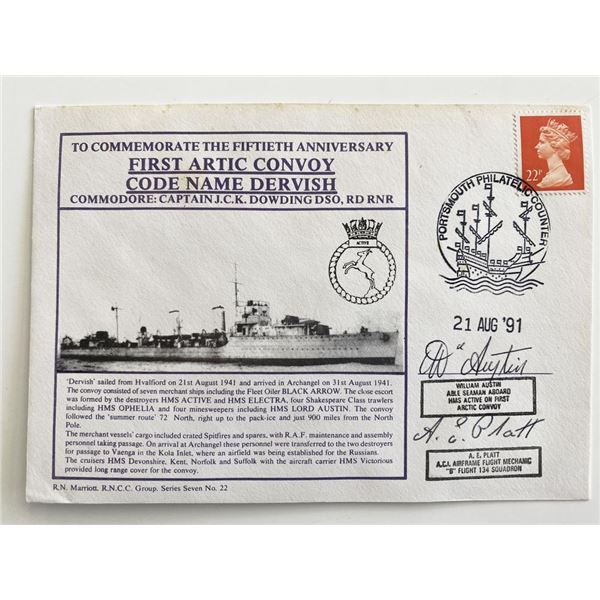 TO COMMEMORATE THE FIFTIETH ANNIVERSARY
FIRST ARTIC CONVOY
CODE NAME DERVISH
COMMODORE: CAPTAIN J.C.K. DOWDING DSO, RD RNR
ACTIVE
'Dervish' sailed from Hvalfiord on 21st August 1941 and arrived in Archangel on 31st August 1941.
The convoy consisted of seven merchant ships including the Fleet Oiler BLACK ARROW. The close escort
was formed by the destroyers HMS ACTIVE and HMS ELECTRA, four Shakespeare Class trawlers
including HMS OPHELIA and four minesweepers including HMS LORD AUSTIN. The convoy
followed the 'summer route' 72 North, right up to the pack-ice and just 900 miles from the North
Pole.
The merchant vessels' cargo included crated Spitfires and spares, with R.A.F. maintenance and assembly
personnel taking passage. On arrival at Archangel these personnel were transferred to two destroyers
for passage to Vaenga in the Kola Inlet, where an airfield was being established for the Russians.
The cruisers HMS Devonshire, Kent, Norfolk and Suffolk with the aircraft carrier HMS Victorious
provided long range cover for the convoy.
R.N. Marriott. R.N.C.C. Group. Series Seven No. 22
22P
PORTSMOUTH PHILATELIC COUNTER
21 AUG '91
W Austin
WILLIAM AUSTIN
ABLE SEAMAN ABOARD
HMS ACTIVE ON FIRST
ARCTIC CONVOY
A. E. Platt
A. E. PLATT
A.C.1. AIRFRAME FLIGHT MECHANIC
"B" FLIGHT 134 SQUADRON